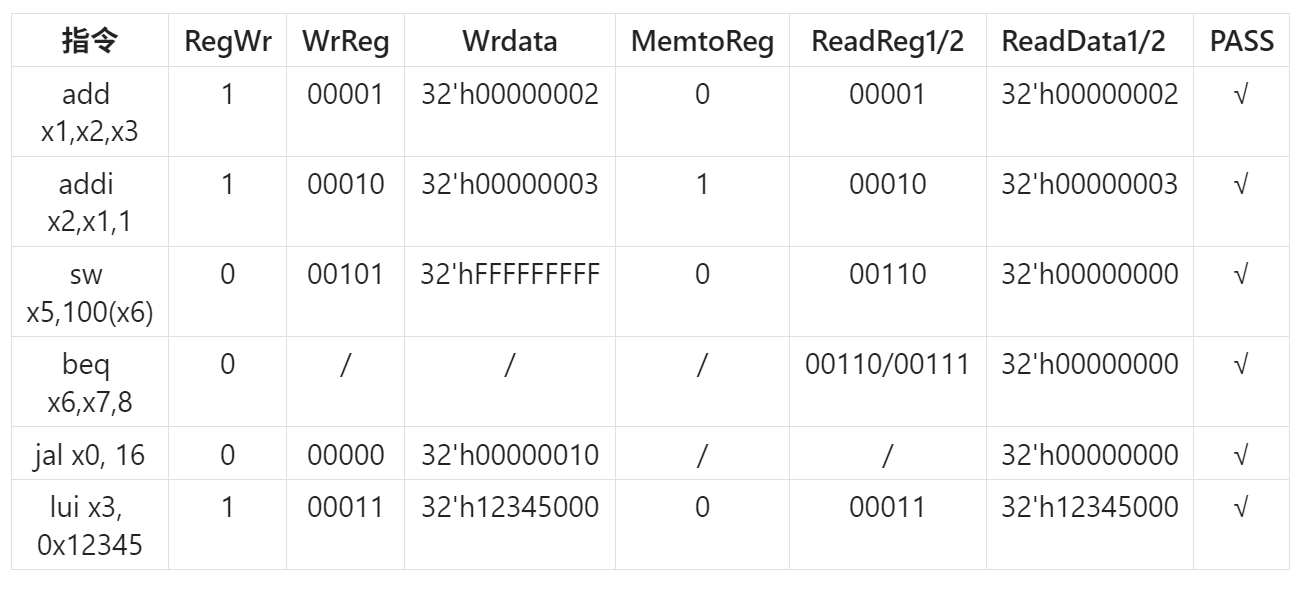 指令 RegWr WrReg Wrdata MemtoReg ReadReg1/2 ReadData1/2 PASS
add 1 00001 32'h00000002 0 00001 32'h00000002 √
x1,x2,x3
addi 1 00010 32'h00000003 1 00010 32'h00000003 √
x2,x1,1
sw 0 00101 32'hFFFFFFFFF 0 00110 32'h00000000 √
x5,100(x6)
beq 0 / / / 00110/00111 32'h00000000 √
x6,x7,8
jal x0, 16 0 00000 32'h00000010 / / 32'h00000000 √
lui x3, 1 00011 32'h12345000 0 00011 32'h12345000 √
0x12345